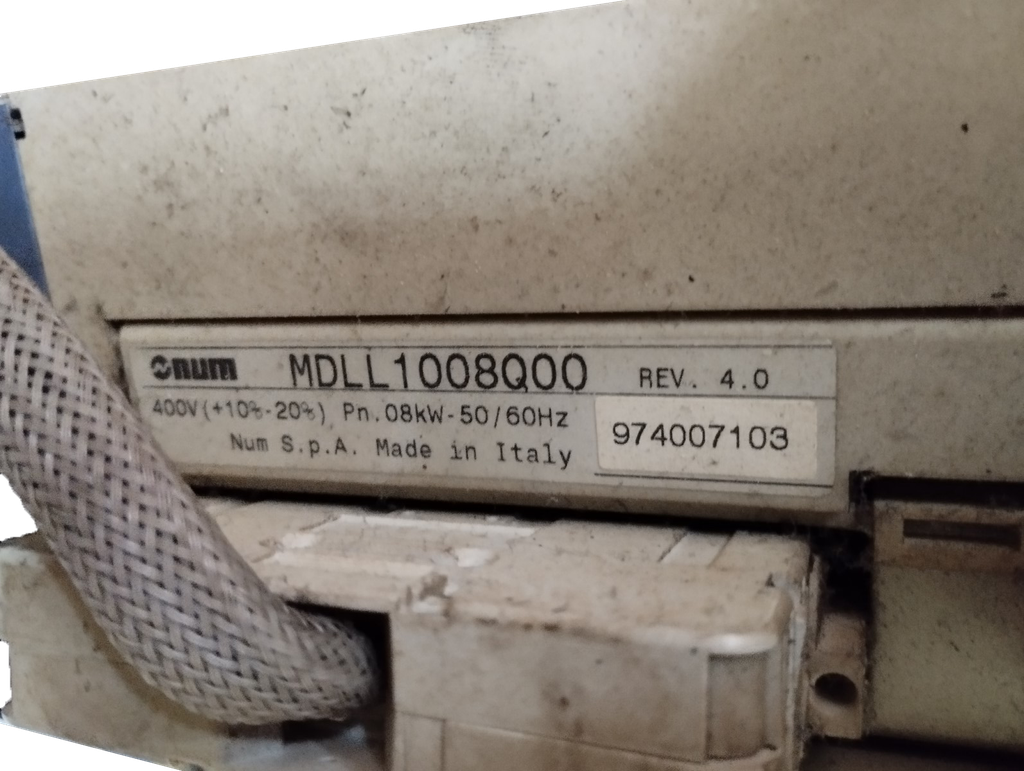 num MDLL1008Q00 REV. 4.0
400V(+10%-20%) Pn.08kW-50/60Hz
974007103
Num S.p.A. Made in Italy